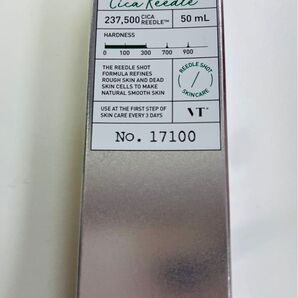 Cica Reedle
237,500 CICA REEDLE™
50 mL
HARDNESS
0 100 300 700 900
THE REEDLE SHOT
FORMULA REFINES
ROUGH SKIN AND DEAD
SKIN CELLS TO MAKE
NATURAL SMOOTH SKIN
REEDLE SHOT
SKINCARE
USE AT THE FIRST STEP OF
SKIN CARE EVERY 3 DAYS
VT
No. 17100